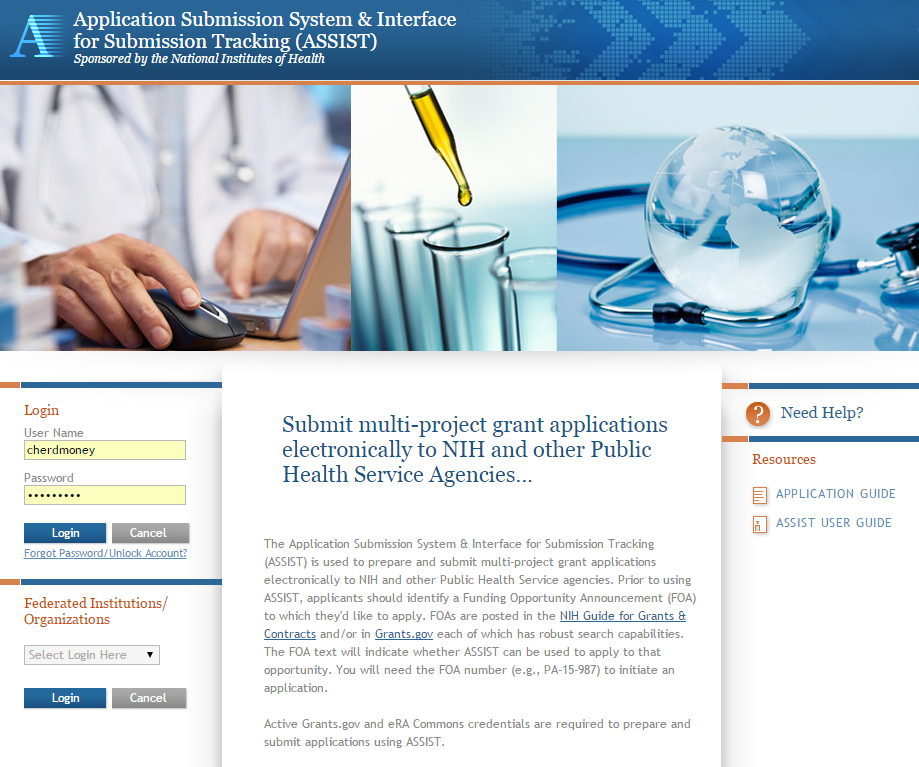 Application Submission System & Interface
for Submission Tracking (ASSIST)
Sponsored by the National Institutes of Health
Login
User Name
cherdmoney
Password
•••••••••
Login Cancel
Forgot Password/Unlock Account?
Federated Institutions/
Organizations
Select Login Here
Login Cancel
Submit multi-project grant applications
electronically to NIH and other Public
Health Service Agencies...
The Application Submission System & Interface for Submission Tracking
(ASSIST) is used to prepare and submit multi-project grant applications
electronically to NIH and other Public Health Service agencies. Prior to using
ASSIST, applicants should identify a Funding Opportunity Announcement (FOA)
to which they'd like to apply. FOAs are posted in the NIH Guide for Grants &
Contracts and/or in Grants.gov each of which has robust search capabilities.
The FOA text will indicate whether ASSIST can be used to apply to that
opportunity. You will need the FOA number (e.g., PA-15-987) to initiate an
application.
Active Grants.gov and eRA Commons credentials are required to prepare and
submit applications using ASSIST.
? Need Help?
Resources
APPLICATION GUIDE
ASSIST USER GUIDE